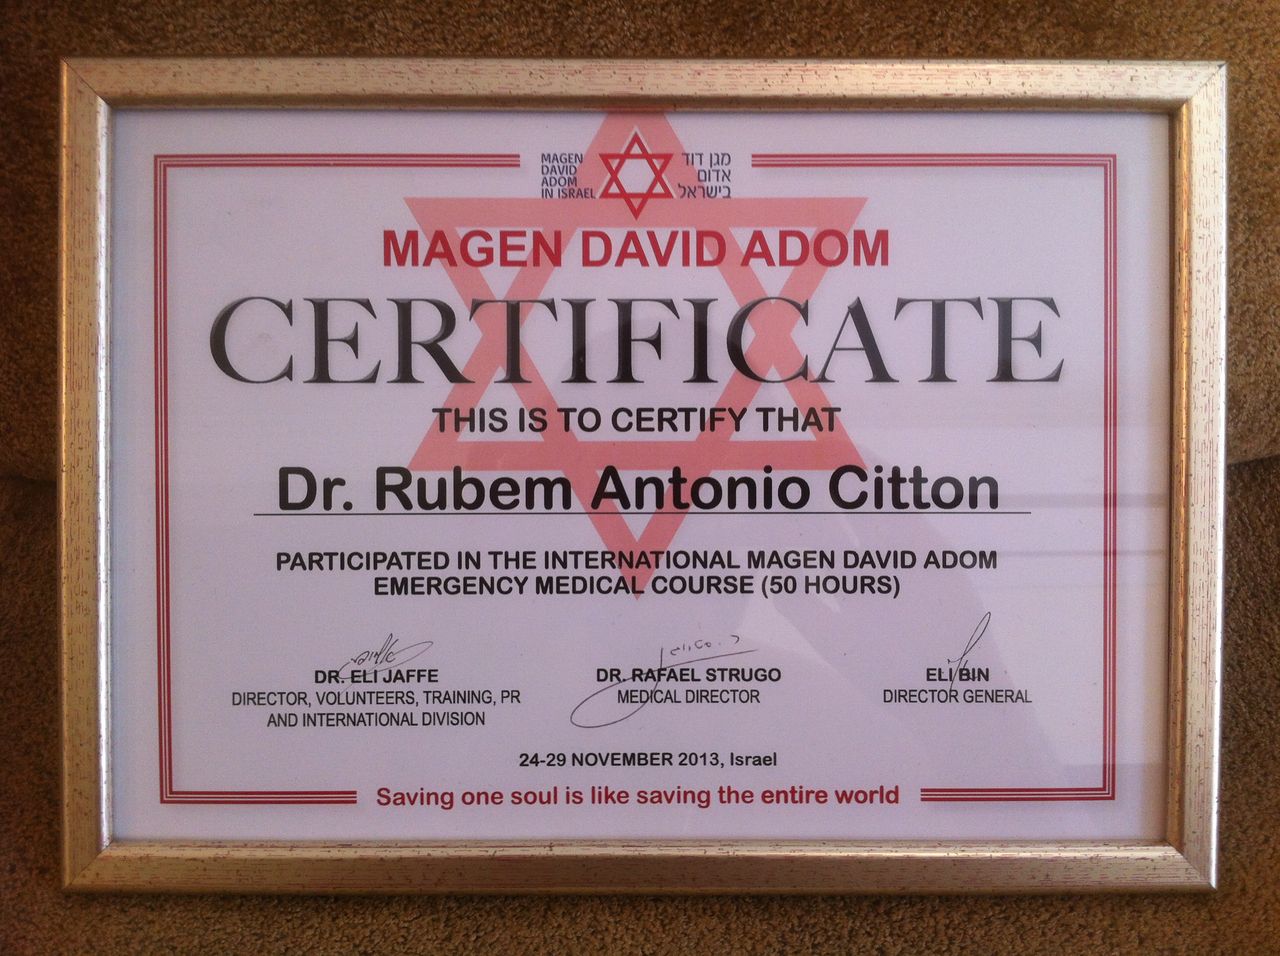 MAGEN
DAVID
ADOM
IN ISRAEL
מגן דוד
אדום
בישראל
MAGEN DAVID ADOM
CERTIFICATE
THIS IS TO CERTIFY THAT
Dr. Rubem Antonio Citton
PARTICIPATED IN THE INTERNATIONAL MAGEN DAVID ADOM
EMERGENCY MEDICAL COURSE (50 HOURS)
DR. ELI JAFFE
DIRECTOR, VOLUNTEERS, TRAINING, PR
AND INTERNATIONAL DIVISION
DR. RAFAEL STRUGO
MEDICAL DIRECTOR
ELI BIN
DIRECTOR GENERAL
24-29 NOVEMBER 2013, Israel
Saving one soul is like saving the entire world